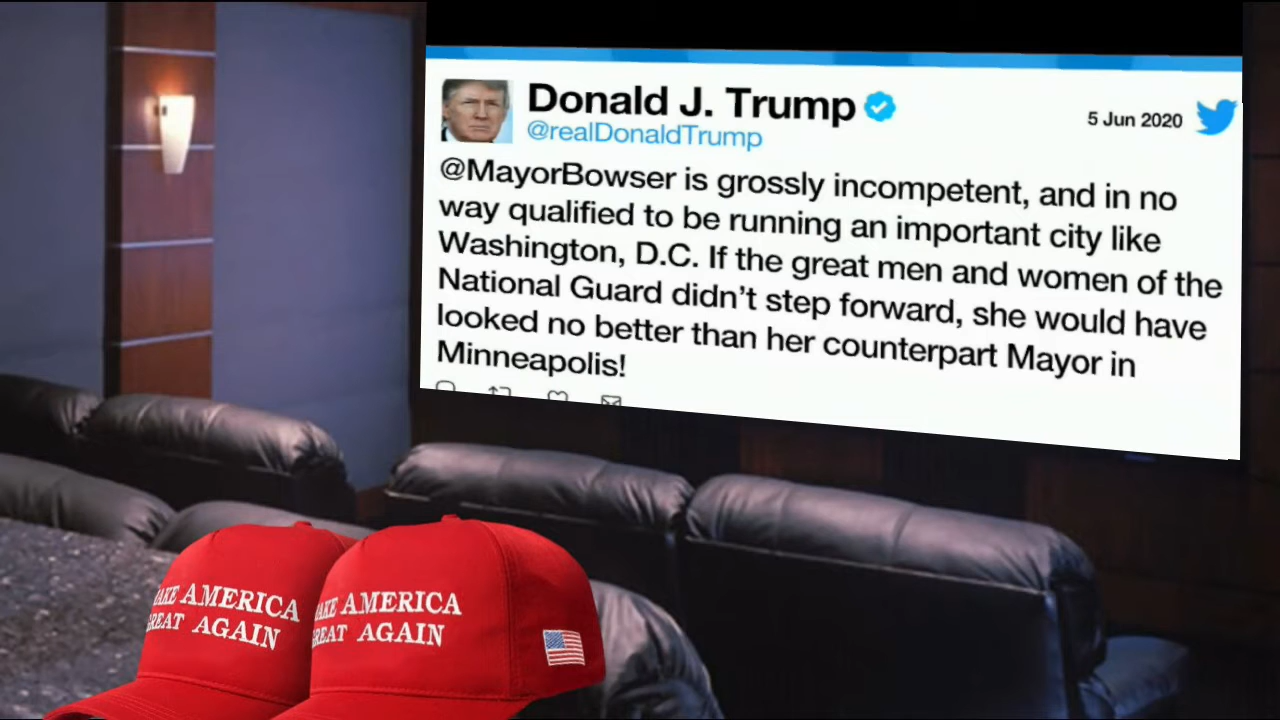 Donald J. Trump
@realDonaldTrump
5 Jun 2020
@MayorBowser is grossly incompetent, and in no
way qualified to be running an important city like
Washington, D.C. If the great men and women of the
National Guard didn't step forward, she would have
looked no better than her counterpart Mayor in
Minneapolis!
AKE AMERICA
REAT AGAIN
AKE AMERICA
REAT AGAIN